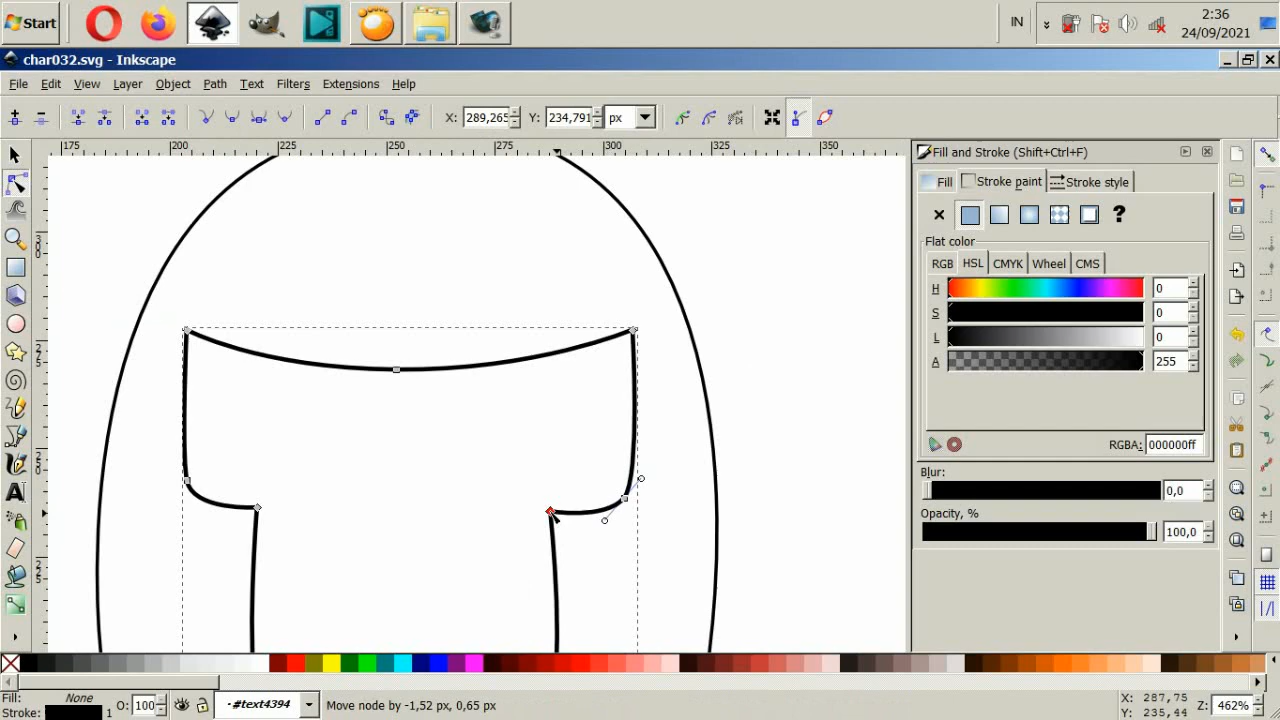 Start
IN
2:36
24/09/2021
char032.svg - Inkscape
File Edit View Layer Object Path Text Filters Extensions Help
X: 289,265 Y: 234,791 px
175 200 225 250 275 300 325 350
Fill and Stroke (Shift+Ctrl+F)
Fill Stroke paint Stroke style
?
Flat color
RGB HSL CMYK Wheel CMS
H 0
S 0
L 0
A 255
RGBA: 000000ff
Blur:
0,0
Opacity, %
100,0
Fill: None
Stroke: 1
O: 100
#text4394
Move node by -1,52 px, 0,65 px
X: 287,75
Y: 235,44
Z: 462%